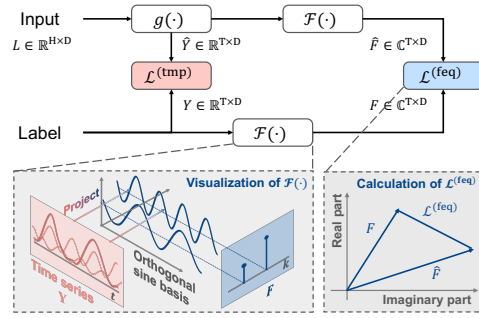 Input
L ∈ ℝ^{H×D}
g(·)
ℱ(·)
Ŷ ∈ ℝ^{T×D}
F̂ ∈ ℂ^{T×D}
ℒ^{(tmp)}
ℒ^{(feq)}
Y ∈ ℝ^{T×D}
F ∈ ℂ^{T×D}
Label
ℱ(·)
Visualization of ℱ(·)
Project
Orthogonal
sine basis
Time series
Y
t
k
F
Calculation of ℒ^{(feq)}
Real part
F
ℒ^{(feq)}
F̂
Imaginary part